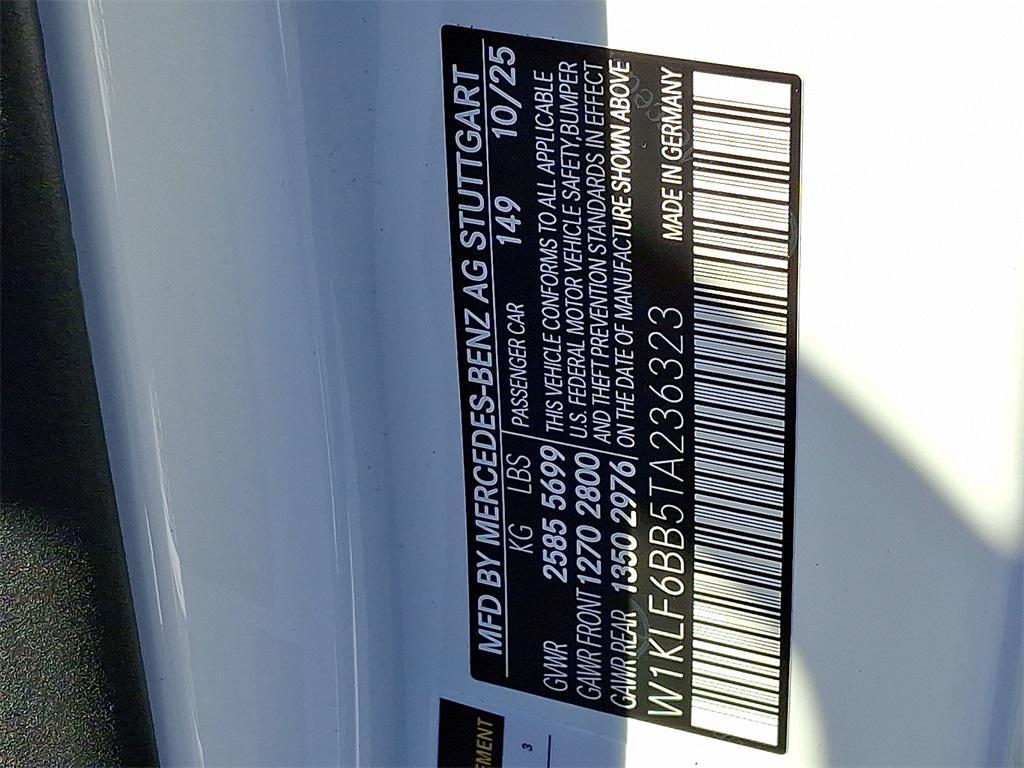 MFD BY MERCEDES-BENZ AG STUTTGART
KG LBS PASSENGER CAR 149 10/25
GVWR 2585 5699 THIS VEHICLE CONFORMS TO ALL APPLICABLE
GAWR FRONT 1270 2800 U.S. FEDERAL MOTOR VEHICLE SAFETY,BUMPER
AND THEFT PREVENTION STANDARDS IN EFFECT
GAWR REAR 1350 2976 ON THE DATE OF MANUFACTURE SHOWN ABOVE
W1KLF6BB5TA236323 MADE IN GERMANY
3